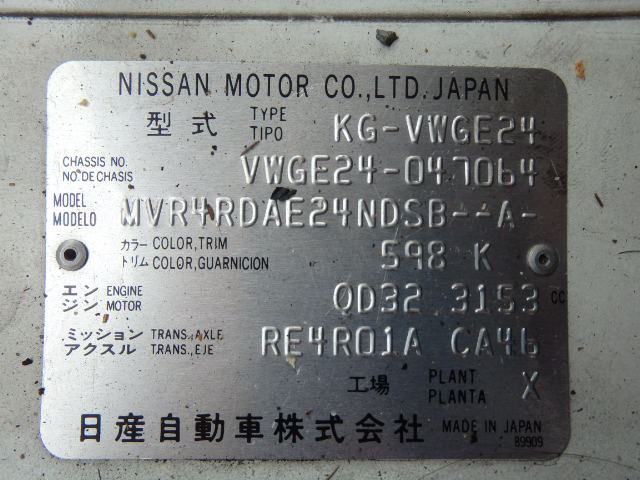 NISSAN MOTOR CO.,LTD. JAPAN
型式 TYPE TIPO KG-VWGE24
CHASSIS NO. NO. DE CHASIS VWGE24-047064
MODEL MODELO MVR4RDAE24NDSB--A-
カラー COLOR,TRIM
トリム COLOR,GUARNICION 598 K
エン ENGINE
ジン MOTOR QD32 3153 CC
ミッション TRANS.,AXLE
アクスル TRANS.,EJE RE4R01A CA46
工場 PLANT PLANTA X
日産自動車株式会社 MADE IN JAPAN
89909